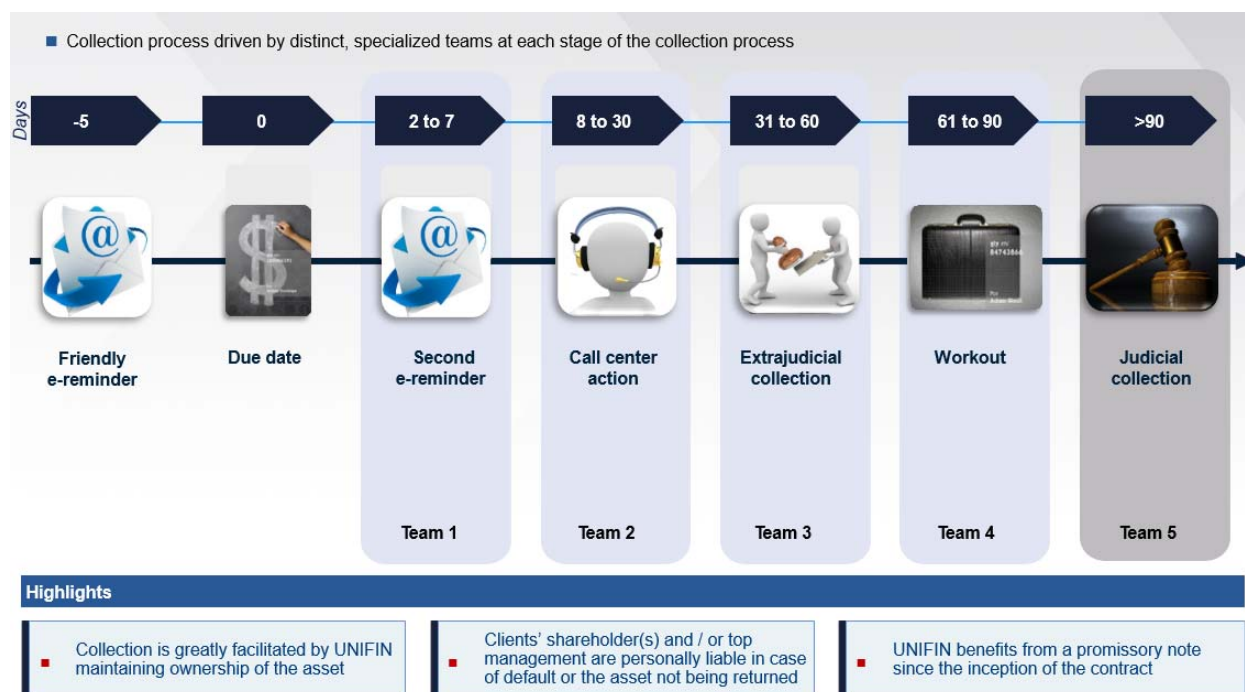 Collection process driven by distinct, specialized teams at each stage of the collection process
Days
-5
0
2 to 7
8 to 30
31 to 60
61 to 90
>90
@
$
@
Friendly
e-reminder
Due date
Second
e-reminder
Call center
action
Extrajudicial
collection
Workout
Judicial
collection
Team 1
Team 2
Team 3
Team 4
Team 5
Highlights
Collection is greatly facilitated by UNIFIN
maintaining ownership of the asset
Clients' shareholder(s) and / or top
management are personally liable in case
of default or the asset not being returned
UNIFIN benefits from a promissory note
since the inception of the contract